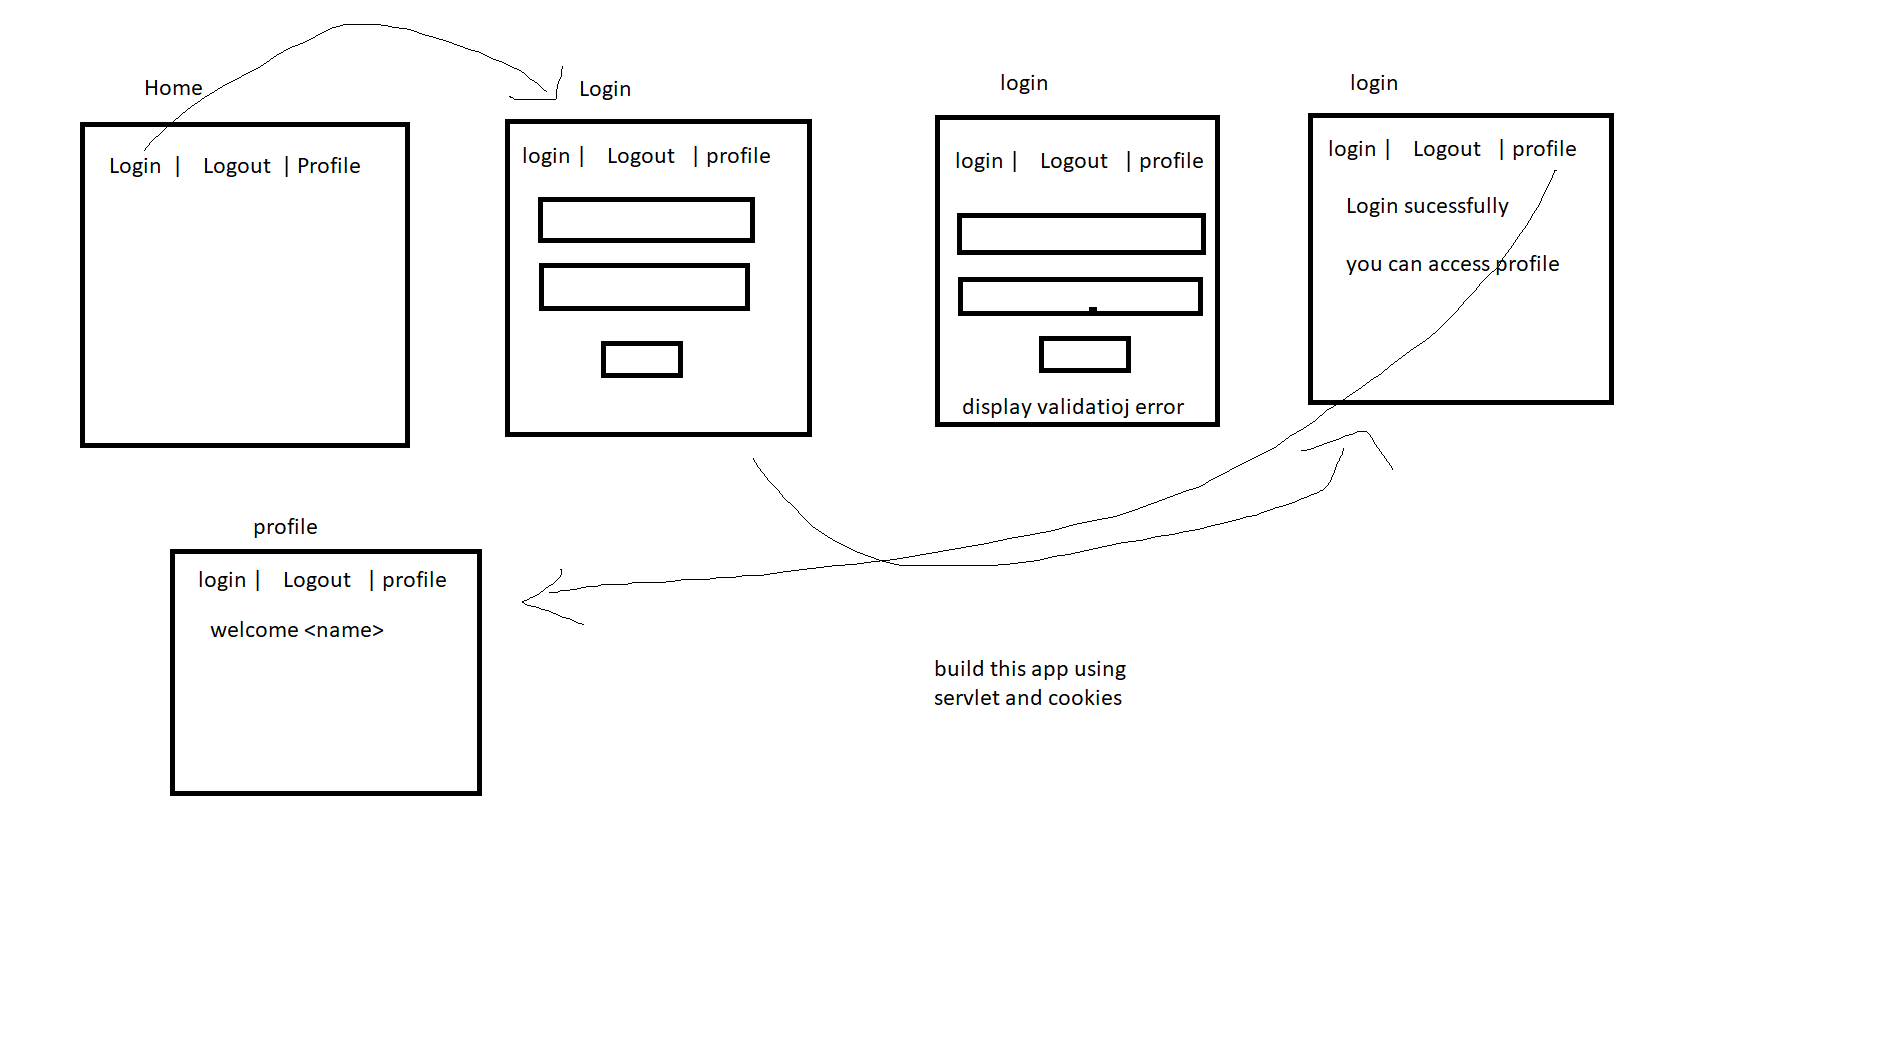 Home
Login |  Logout | Profile
Login
login |  Logout | profile
login
login |  Logout | profile
display validatioj error
login
login |  Logout | profile
Login sucessfully
you can access profile
profile
login |  Logout | profile
welcome <name>
build this app using
servlet and cookies